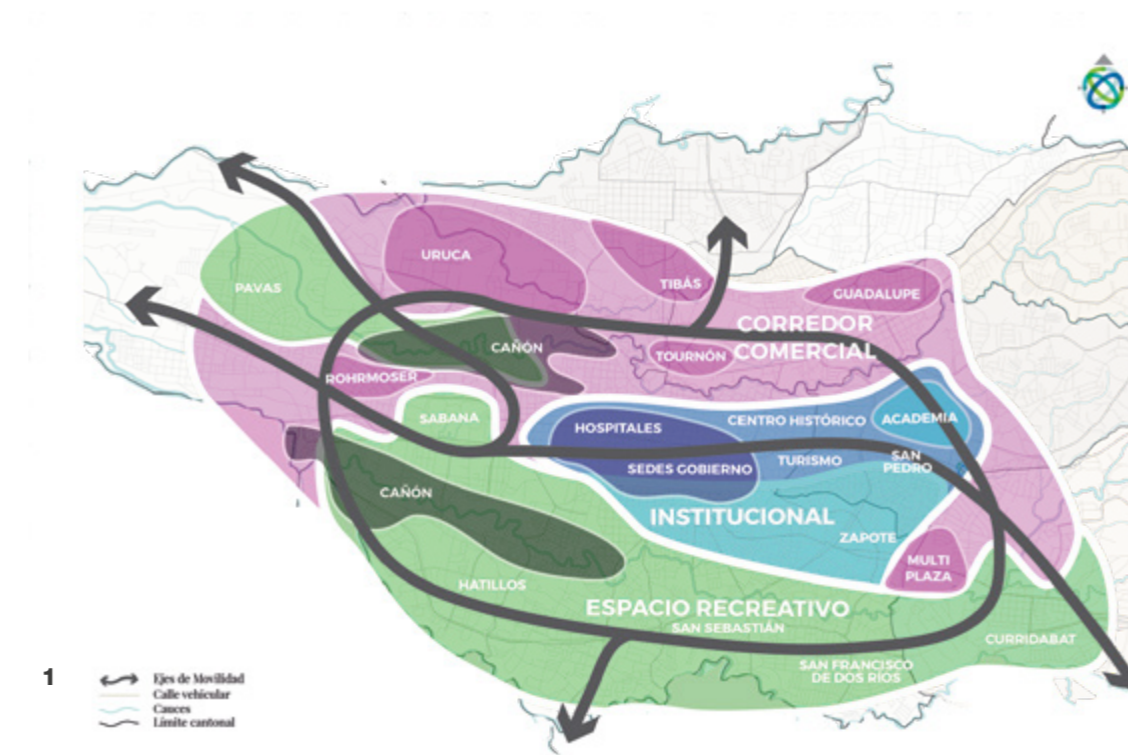 URUCA
TIBÁS
PAVAS
GUADALUPE
CORREDOR
COMERCIAL
CAÑÓN
TOURNÓN
ROHRMOSER
SABANA
HOSPITALES
CENTRO HISTÓRICO
ACADEMIA
SEDES GOBIERNO
TURISMO
SAN
PEDRO
CAÑÓN
INSTITUCIONAL
ZAPOTE
MULTI
PLAZA
HATILLOS
ESPACIO RECREATIVO
SAN SEBASTIÁN
CURRIDABAT
SAN FRANCISCO
DE DOS RÍOS
1
Ejes de Movilidad
Calle vehicular
Cauces
Límite cantonal